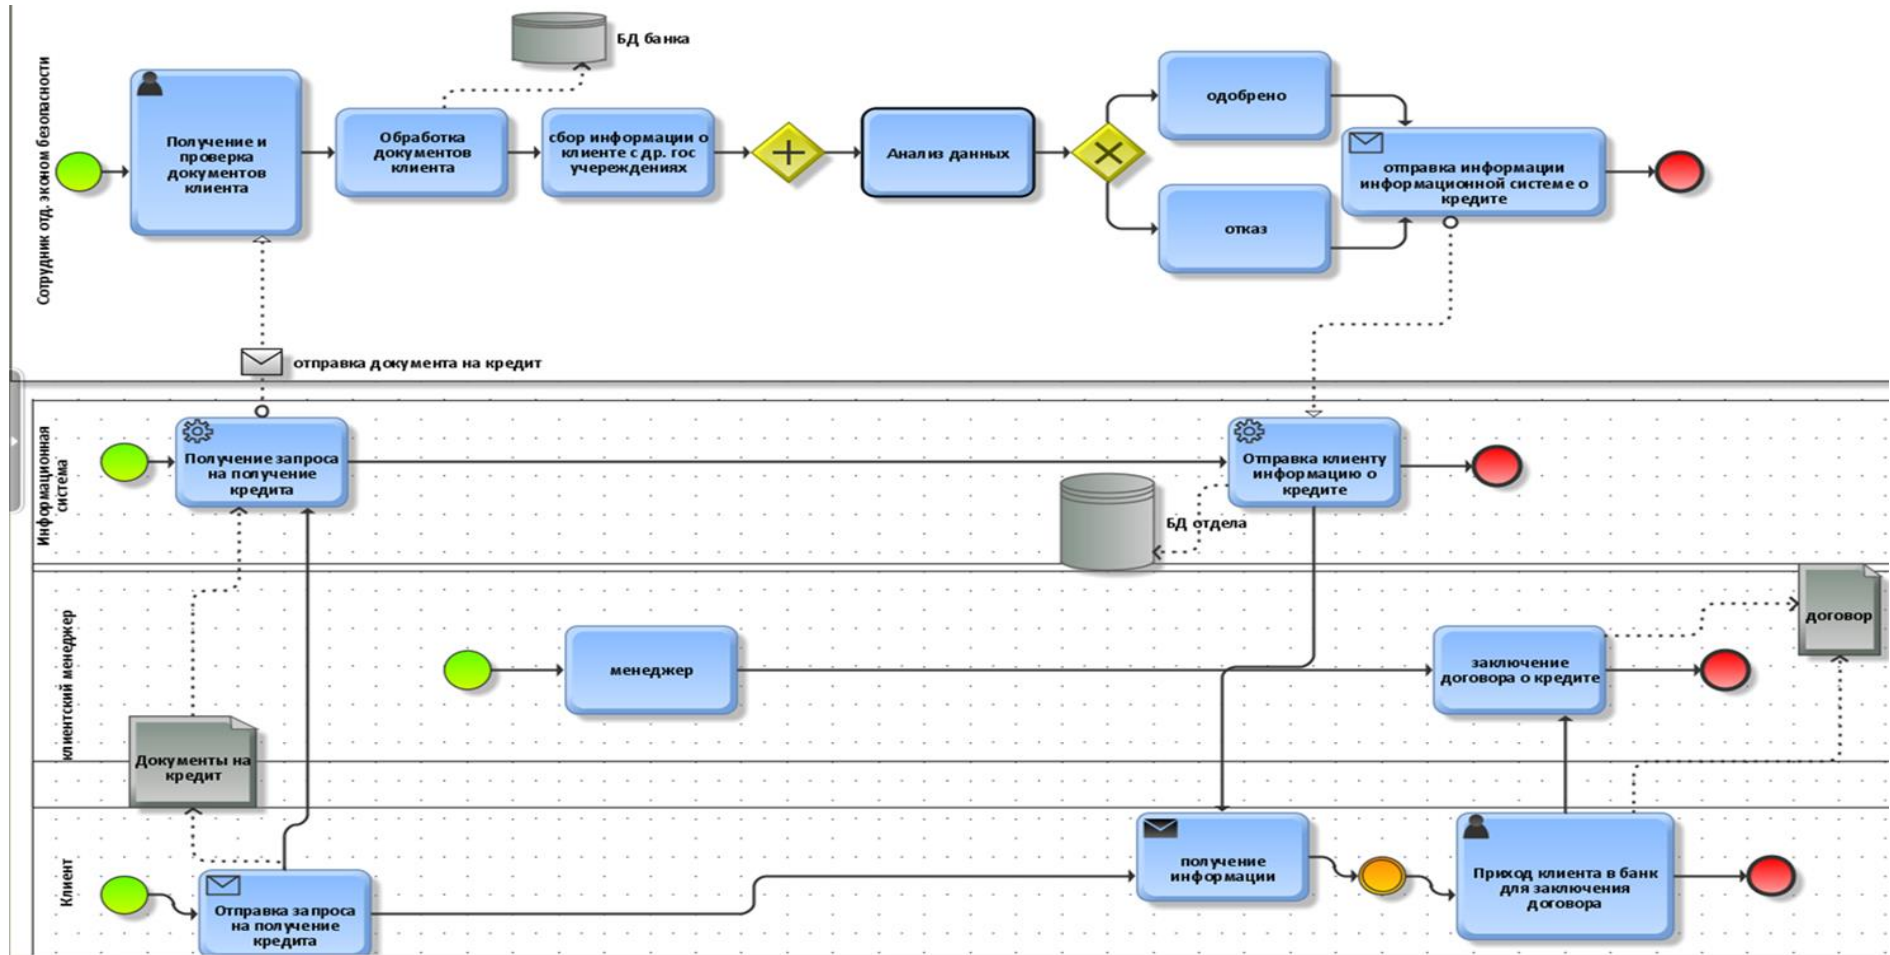 Сотрудник отд. эконом безопасности
БД банка
Получение и
проверка
документов
клиента
Обработка
документов
клиента
сбор информации о
клиенте с др. гос
учереждениях
Анализ данных
одобрено
отказ
отправка информации
информационной системе о
кредите
отправка документа на кредит
Информационная
система
Получение запроса
на получение
кредита
Отправка клиенту
информацию о
кредите
БД отдела
клиентский менеджер
менеджер
заключение
договора о кредите
договор
Документы на
кредит
Клиент
Отправка запроса
на получение
кредита
получение
информации
Приход клиента в банк
для заключения
договора